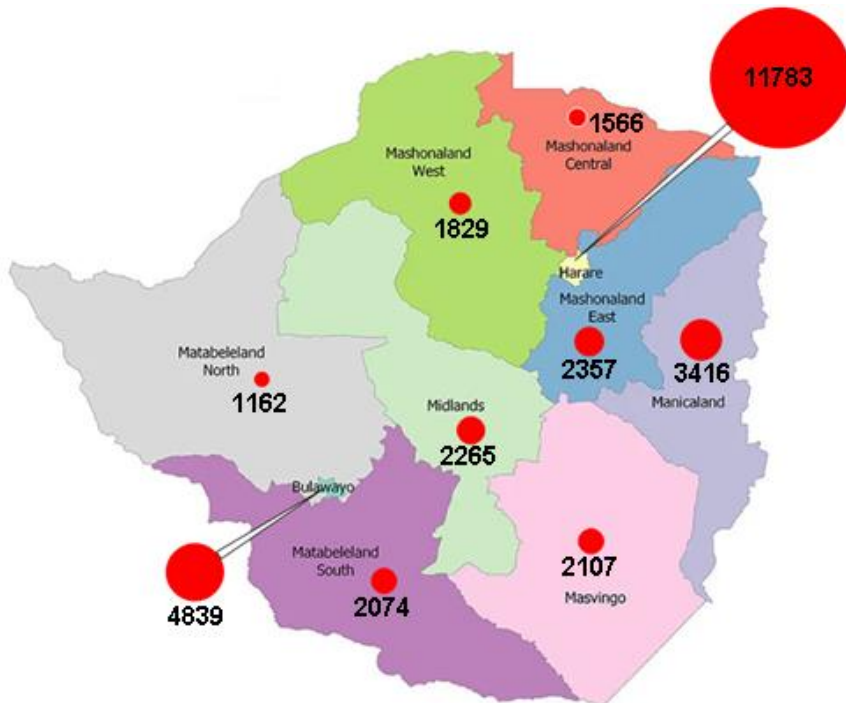 11783
1566
Mashonaland
Central
Mashonaland
West
1829
Harare
Mashonaland
East
2357
3416
Manicaland
Matabeleland
North
1162
Midlands
2265
Bulawayo
4839
Matabeleland
South
2074
2107
Masvingo